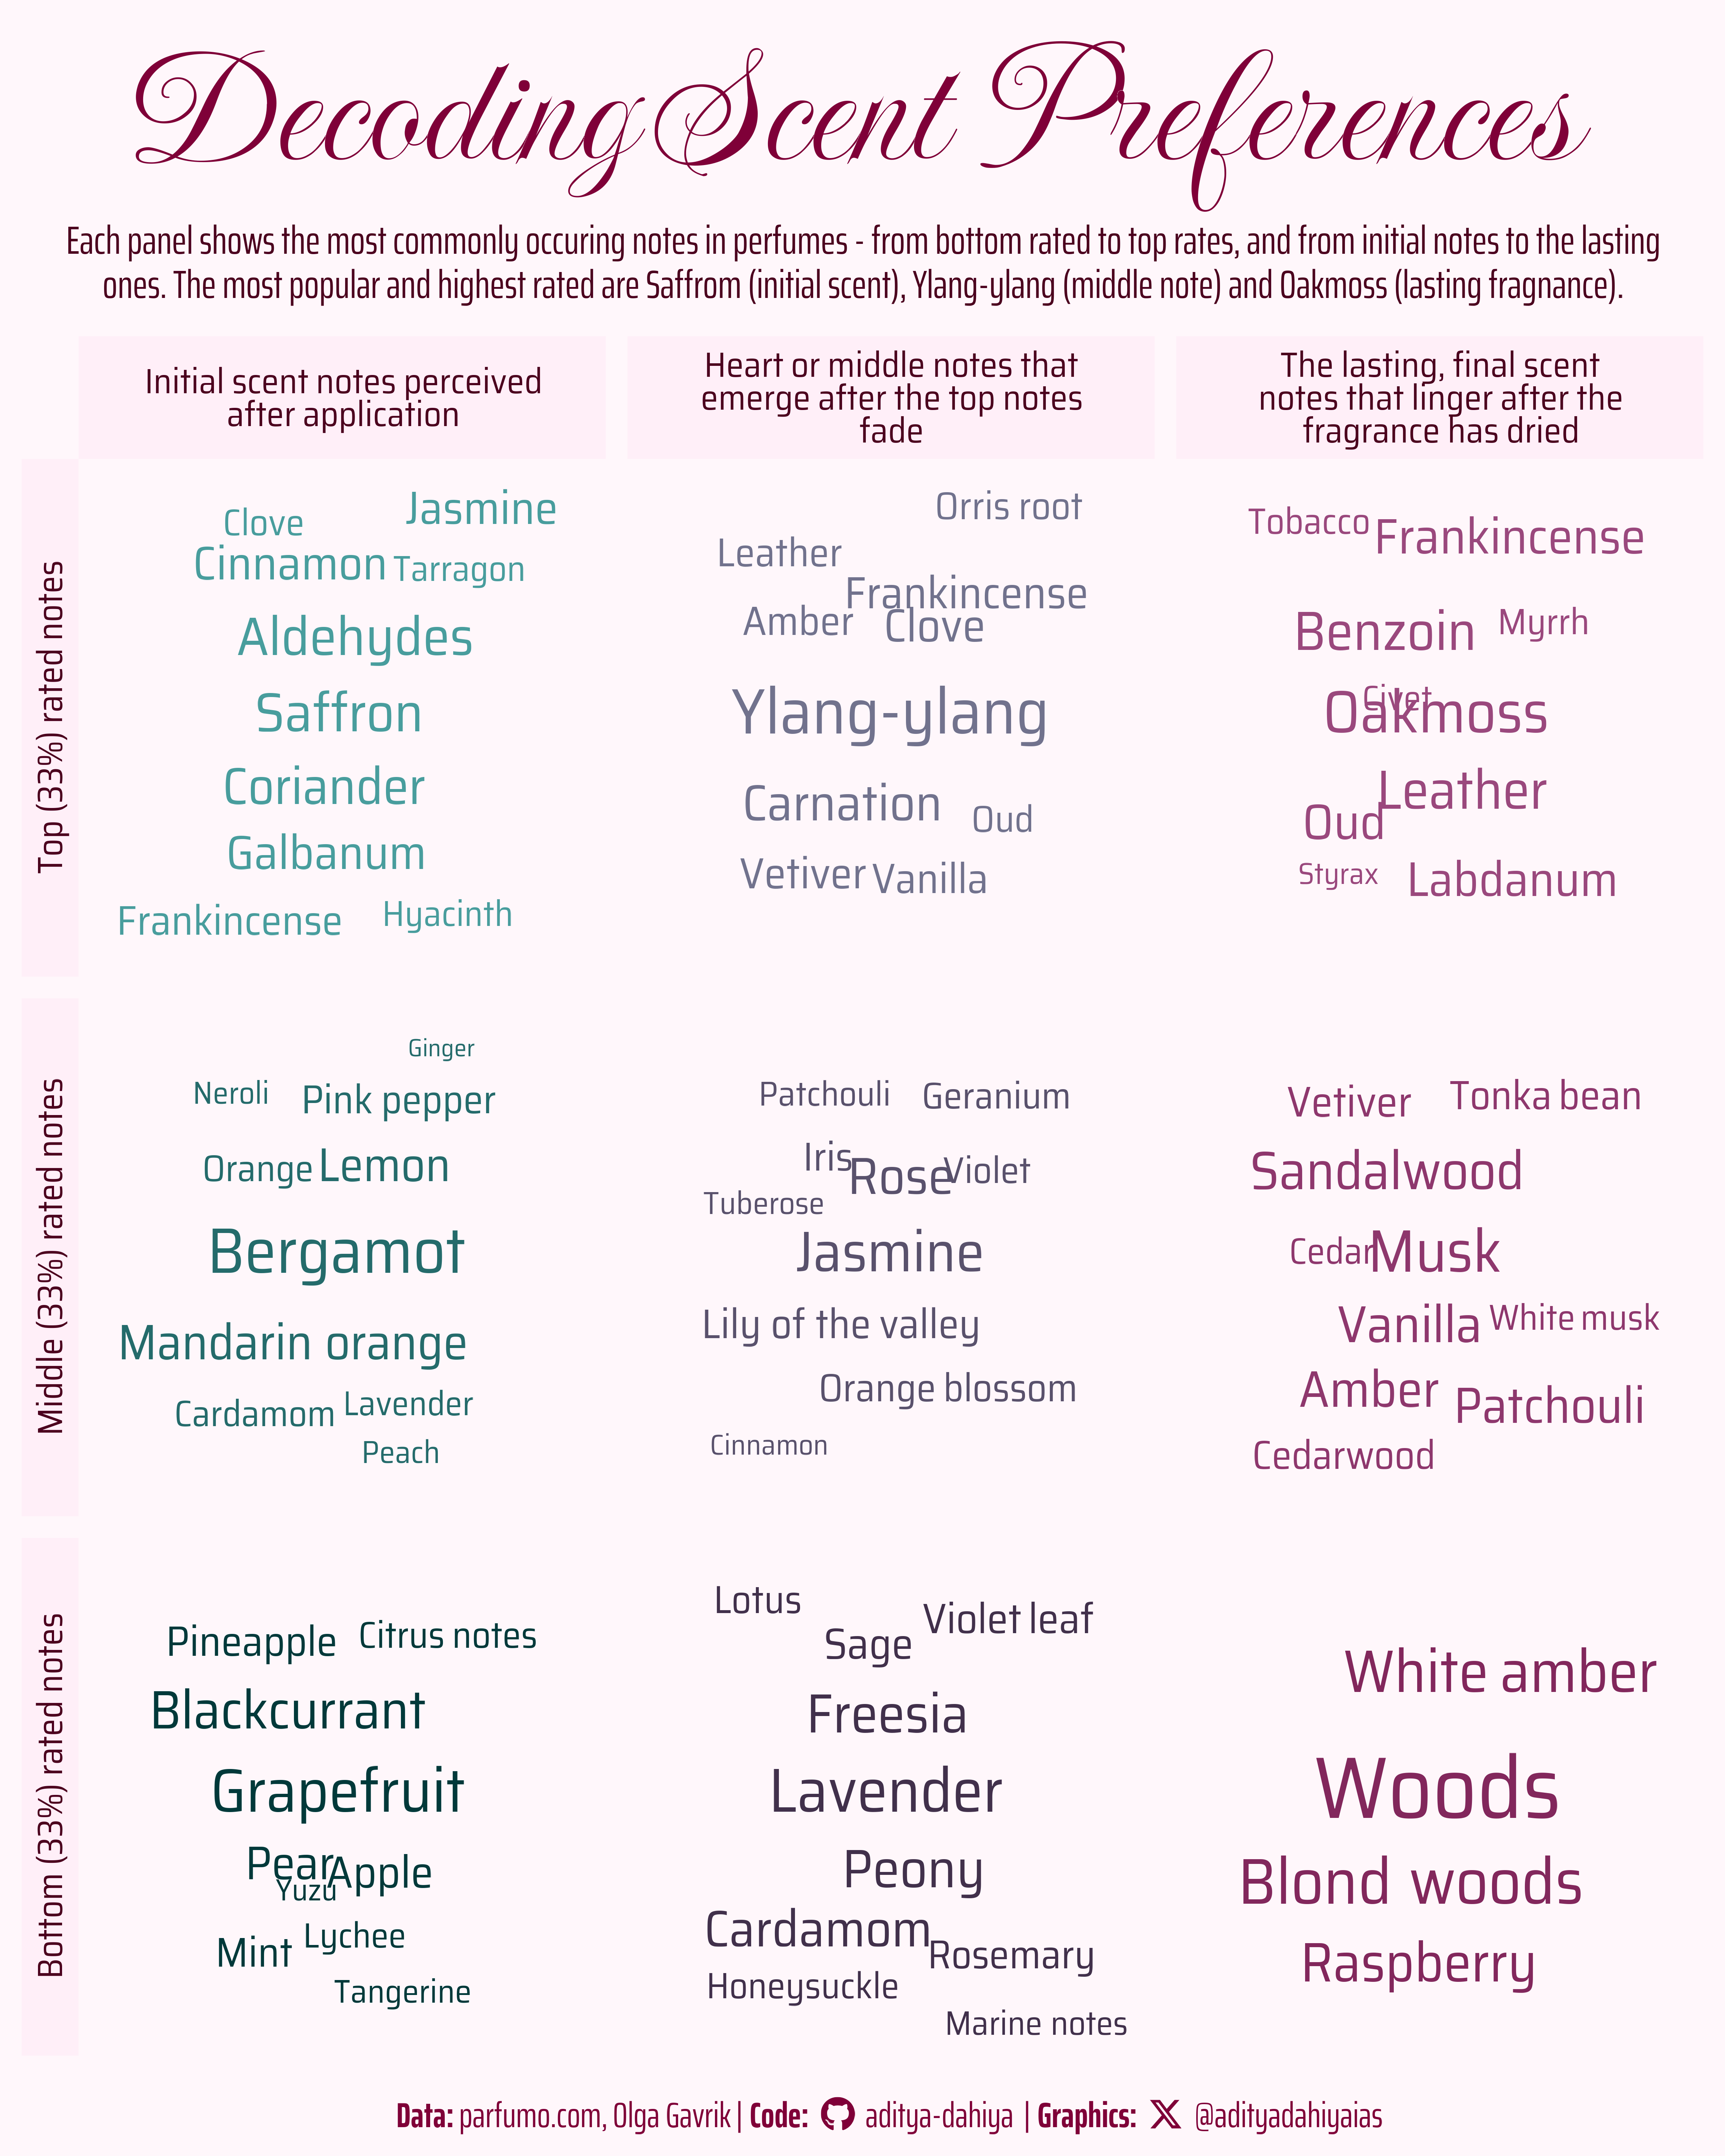 Decoding Scent Preferences
Each panel shows the most commonly occuring notes in perfumes - from bottom rated to top rates, and from initial notes to the lasting
ones. The most popular and highest rated are Saffrom (initial scent), Ylang-ylang (middle note) and Oakmoss (lasting fragnance).
Initial scent notes perceived
after application
Heart or middle notes that
emerge after the top notes
fade
The lasting, final scent
notes that linger after the
fragrance has dried
Top (33%) rated notes
Jasmine
Clove
Cinnamon
Tarragon
Aldehydes
Saffron
Coriander
Galbanum
Frankincense
Hyacinth
Orris root
Leather
Frankincense
Amber
Clove
Ylang-ylang
Carnation
Oud
Vetiver
Vanilla
Tobacco
Frankincense
Benzoin
Myrrh
Civet
Oakmoss
Leather
Oud
Styrax
Labdanum
Middle (33%) rated notes
Ginger
Neroli
Pink pepper
Orange
Lemon
Bergamot
Mandarin orange
Cardamom
Lavender
Peach
Patchouli
Geranium
Iris
Rose
Violet
Tuberose
Jasmine
Lily of the valley
Orange blossom
Cinnamon
Vetiver
Tonka bean
Sandalwood
Cedar
Musk
Vanilla
White musk
Amber
Patchouli
Cedarwood
Bottom (33%) rated notes
Pineapple
Citrus notes
Blackcurrant
Grapefruit
Pear
Apple
Yuzu
Mint
Lychee
Tangerine
Lotus
Violet leaf
Sage
Freesia
Lavender
Peony
Cardamom
Rosemary
Honeysuckle
Marine notes
White amber
Woods
Blond woods
Raspberry
Data: parfumo.com, Olga Gavrik | Code: aditya-dahiya | Graphics: @adityadahiyaias